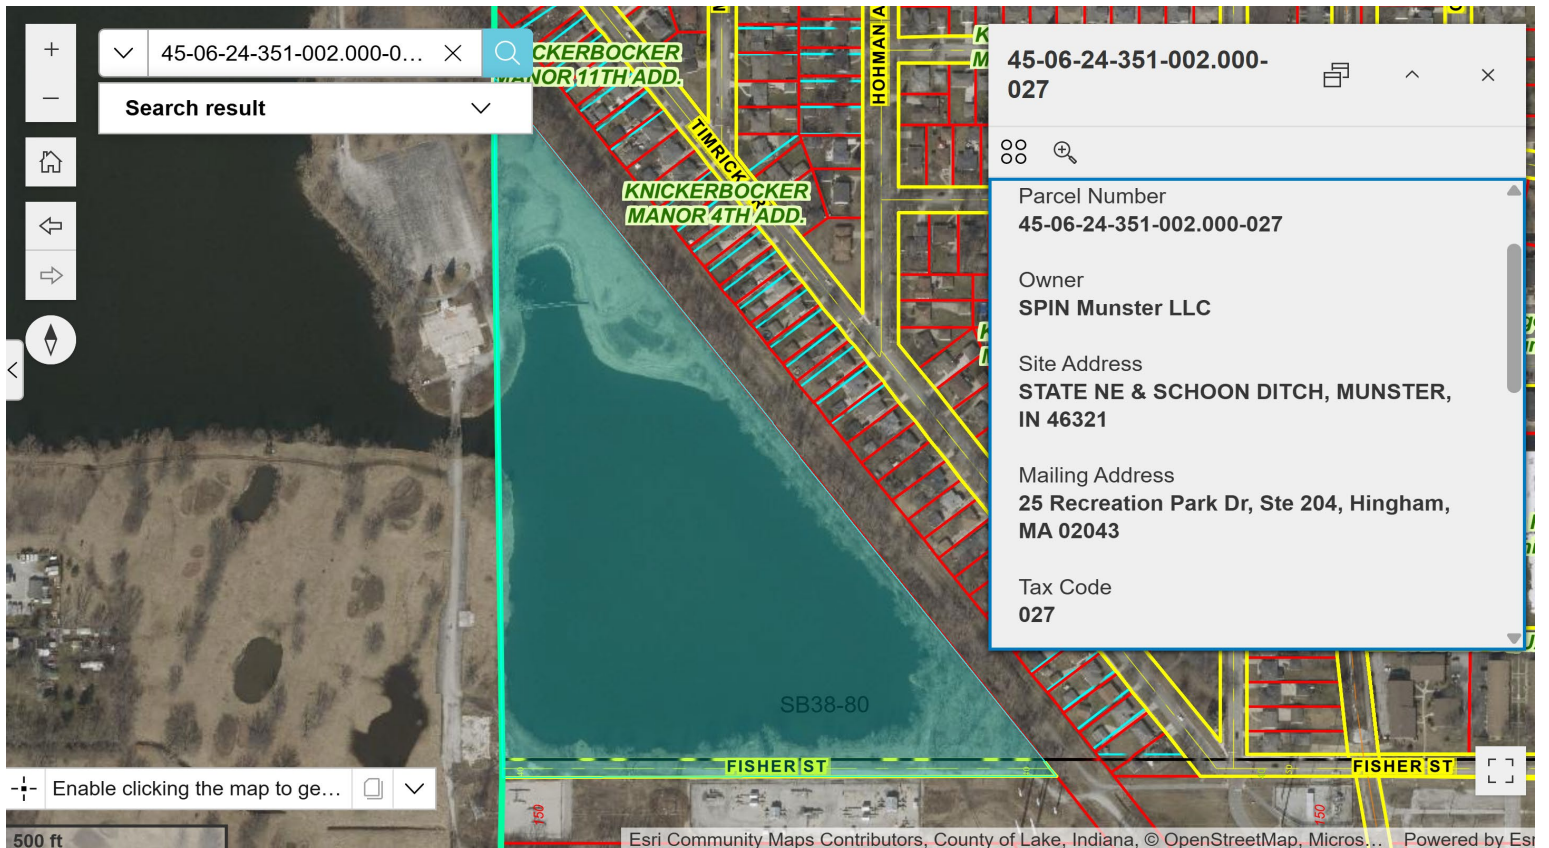 45-06-24-351-002.000-0...
Search result
KNICKERBOCKER
MANOR 4TH ADD.
CKERBOCKER
MANOR 11TH ADD.
TIMRICK
HOHMAN A
SB38-80
FISHER ST
FISHER ST
150
150
45-06-24-351-002.000-
027
Parcel Number
45-06-24-351-002.000-027
Owner
SPIN Munster LLC
Site Address
STATE NE & SCHOON DITCH, MUNSTER,
IN 46321
Mailing Address
25 Recreation Park Dr, Ste 204, Hingham,
MA 02043
Tax Code
027
Enable clicking the map to ge...
500 ft
Esri Community Maps Contributors, County of Lake, Indiana, © OpenStreetMap, Micros...
Powered by Esri